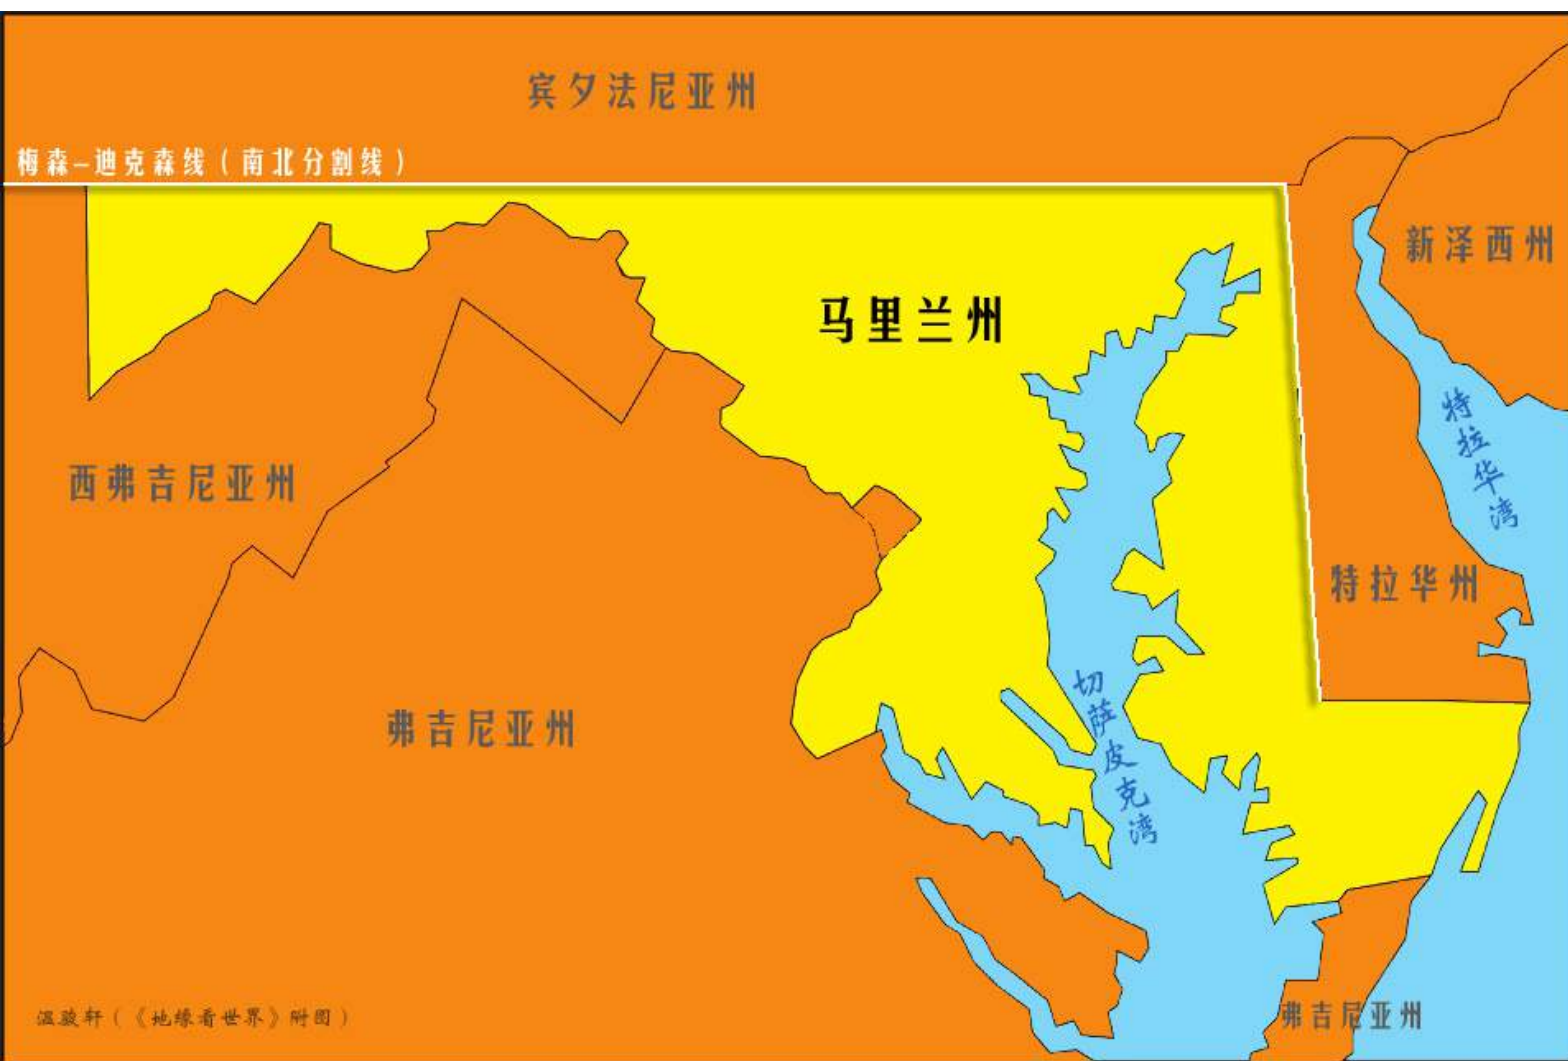 宾夕法尼亚州
梅森-迪克森线(南北分割线)
新泽西州
马里兰州
特拉华湾
西弗吉尼亚州
特拉华州
切萨皮克湾
弗吉尼亚州
温骏轩(《地缘看世界》附图)
弗吉尼亚州